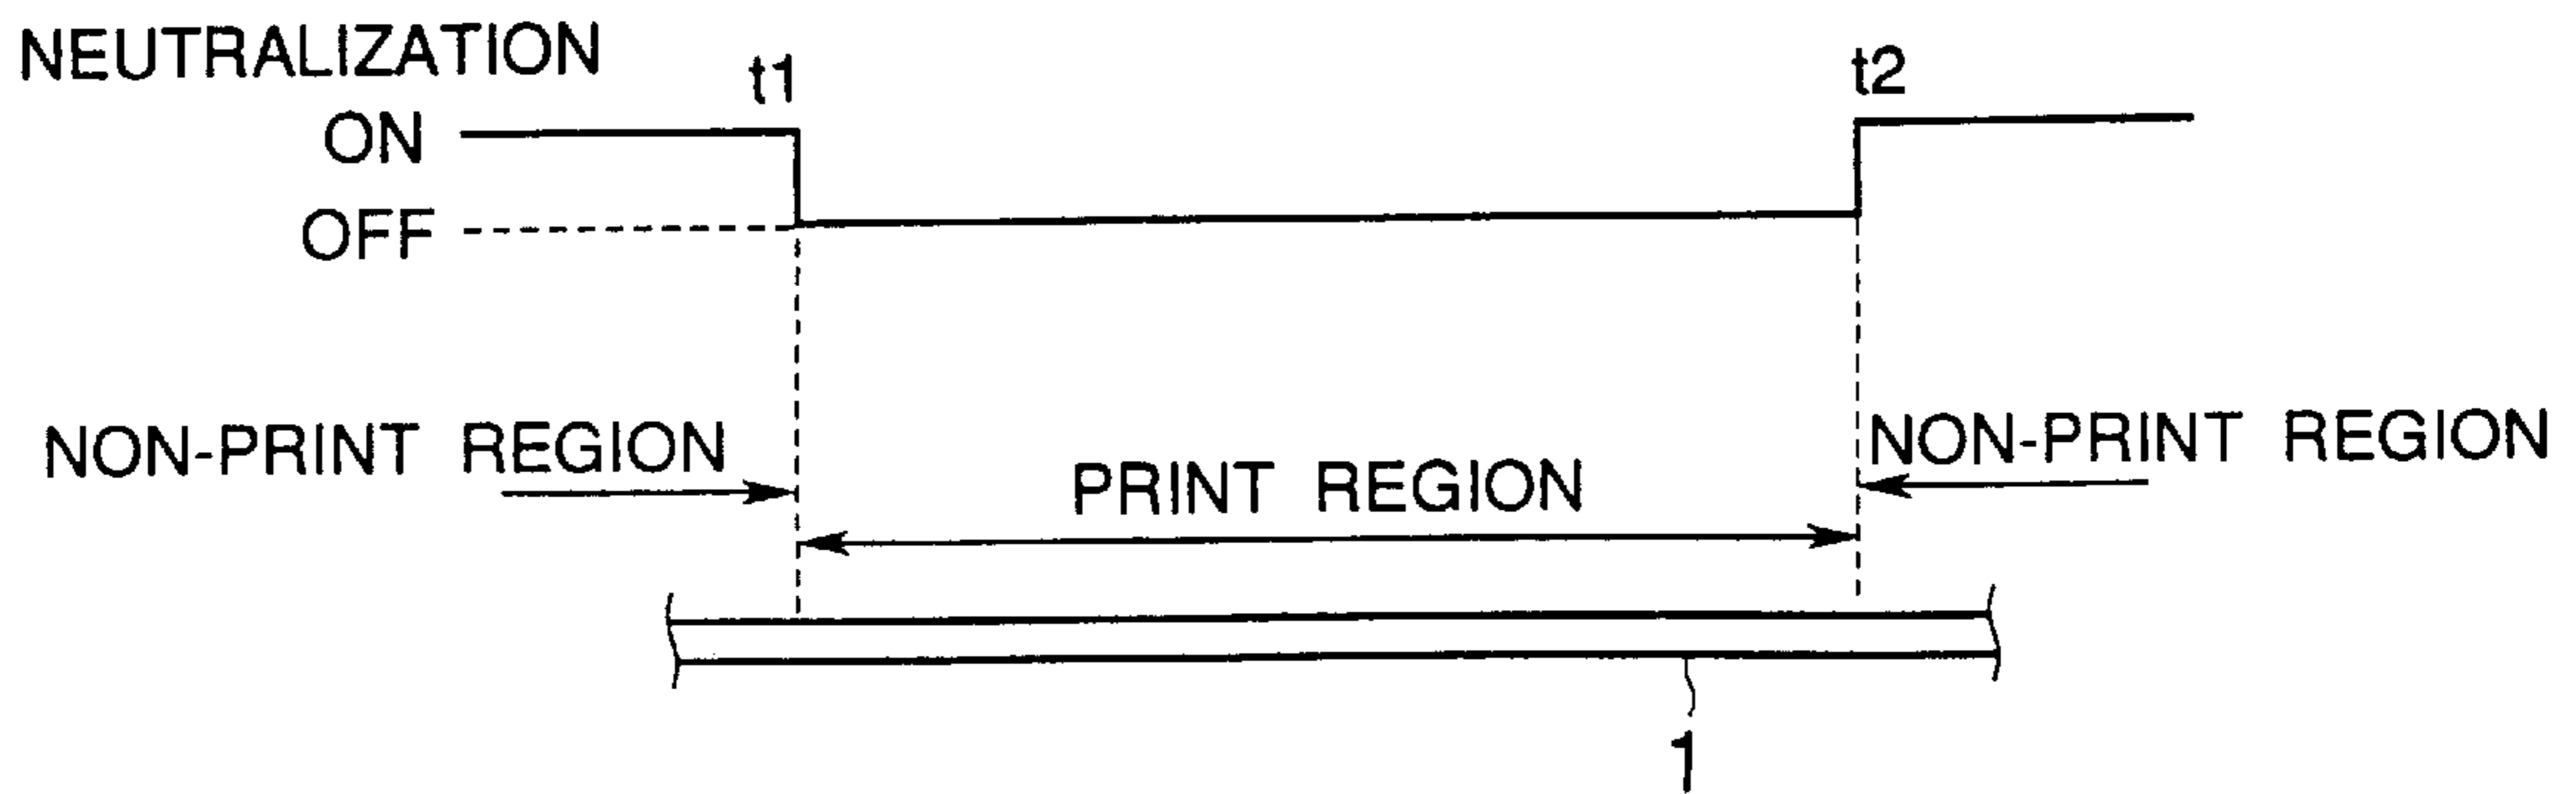 NEUTRALIZATION
t1
t2
ON
OFF
NON-PRINT REGION
PRINT REGION
NON-PRINT REGION
1